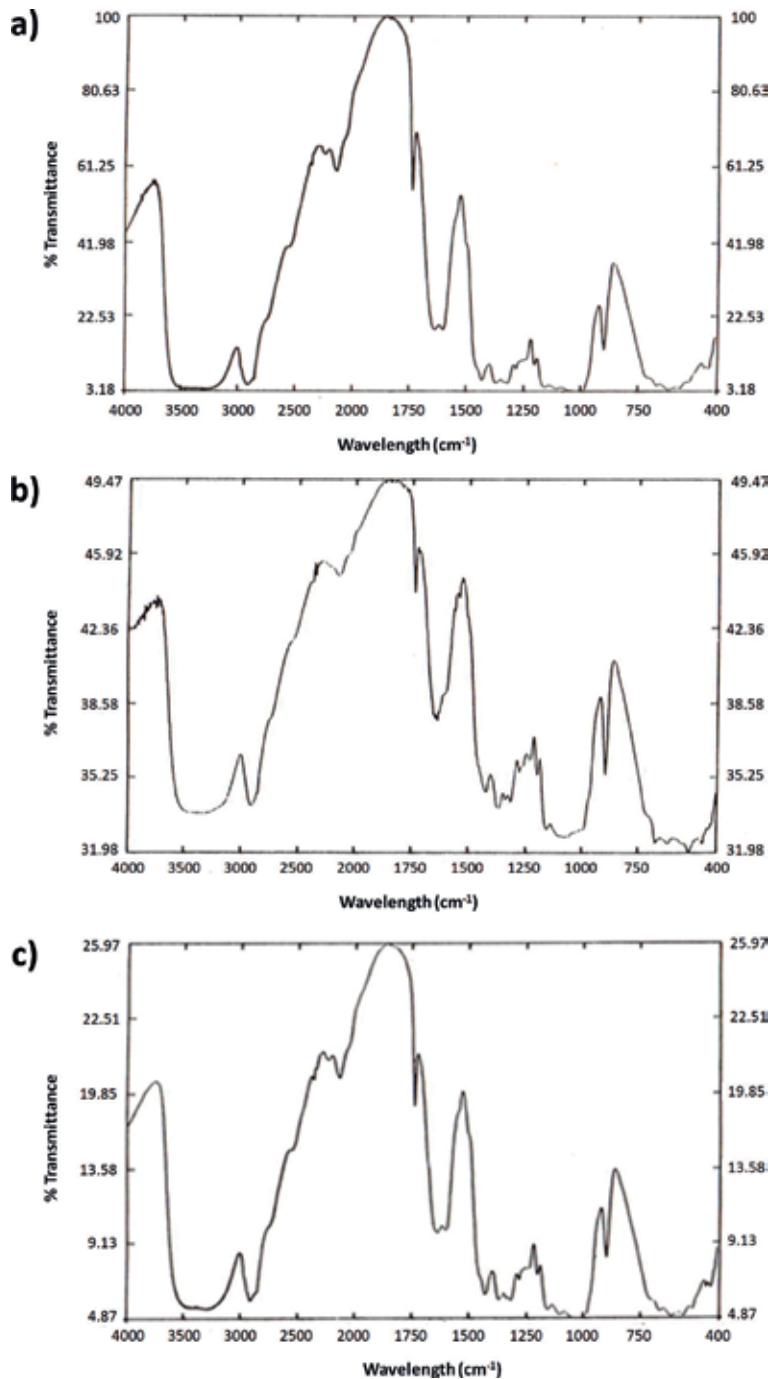 a)
100 100
80.63 80.63
61.25 61.25
41.98 41.98
22.53 22.53
3.18 3.18
% Transmittance
4000 3500 3000 2500 2000 1750 1500 1250 1000 750 400
Wavelength (cm-1)
b)
49.47 49.47
45.92 45.92
42.36 42.36
38.58 38.58
35.25 35.25
31.98 31.98
% Transmittance
4000 3500 3000 2500 2000 1750 1500 1250 1000 750 400
Wavelength (cm-1)
c)
25.97 25.97
22.51 22.51
19.85 19.85
13.58 13.58
9.13 9.13
4.87 4.87
% Transmittance
4000 3500 3000 2500 2000 1750 1500 1250 1000 750 400
Wavelength (cm-1)